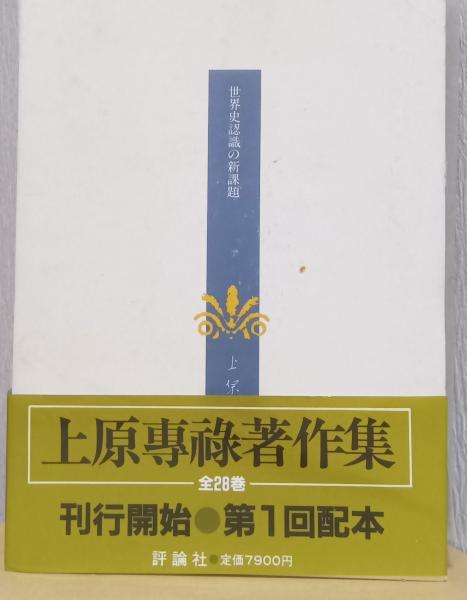 世界史認識の新課題
上原
上原專祿著作集
全28巻
刊行開始●第1回配本
評論社●定価7900円